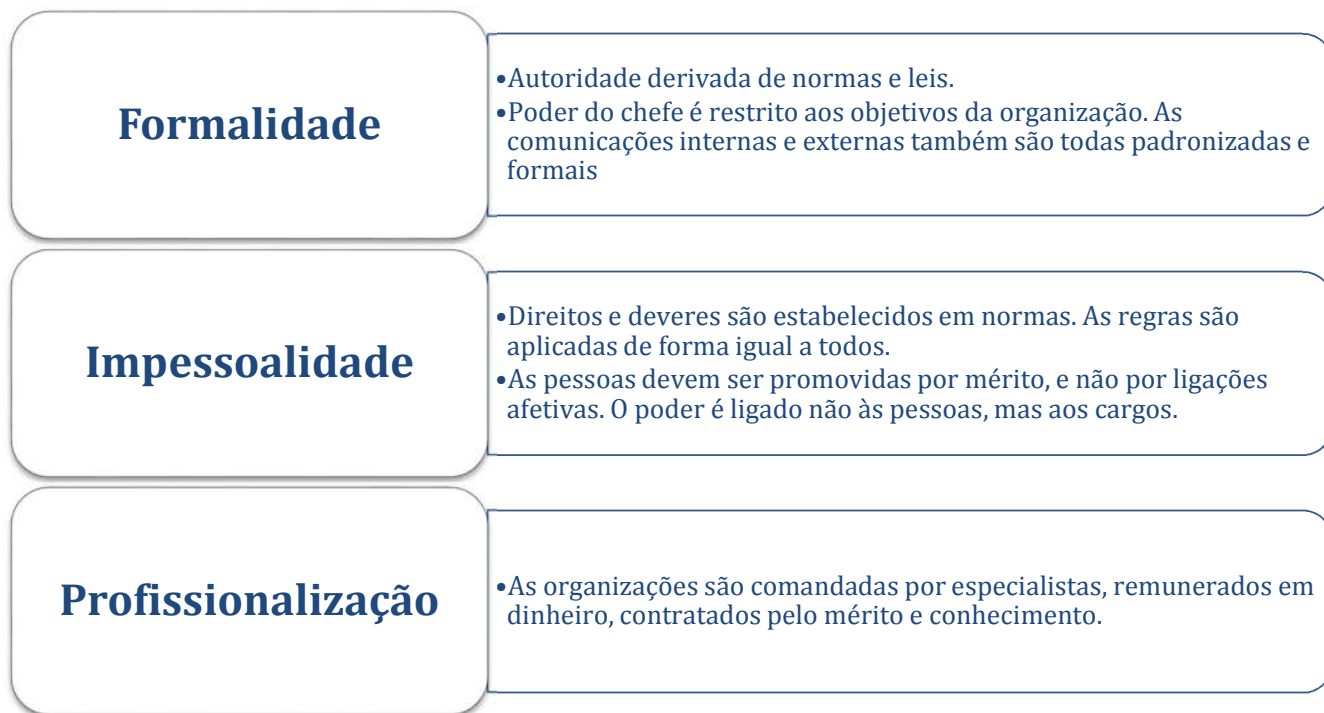 Formalidade
•Autoridade derivada de normas e leis.
•Poder do chefe é restrito aos objetivos da organização. As
comunicações internas e externas também são todas padronizadas e
formais
Impessoalidade
•Direitos e deveres são estabelecidos em normas. As regras são
aplicadas de forma igual a todos.
•As pessoas devem ser promovidas por mérito, e não por ligações
afetivas. O poder é ligado não às pessoas, mas aos cargos.
Profissionalização
•As organizações são comandadas por especialistas, remunerados em
dinheiro, contratados pelo mérito e conhecimento.